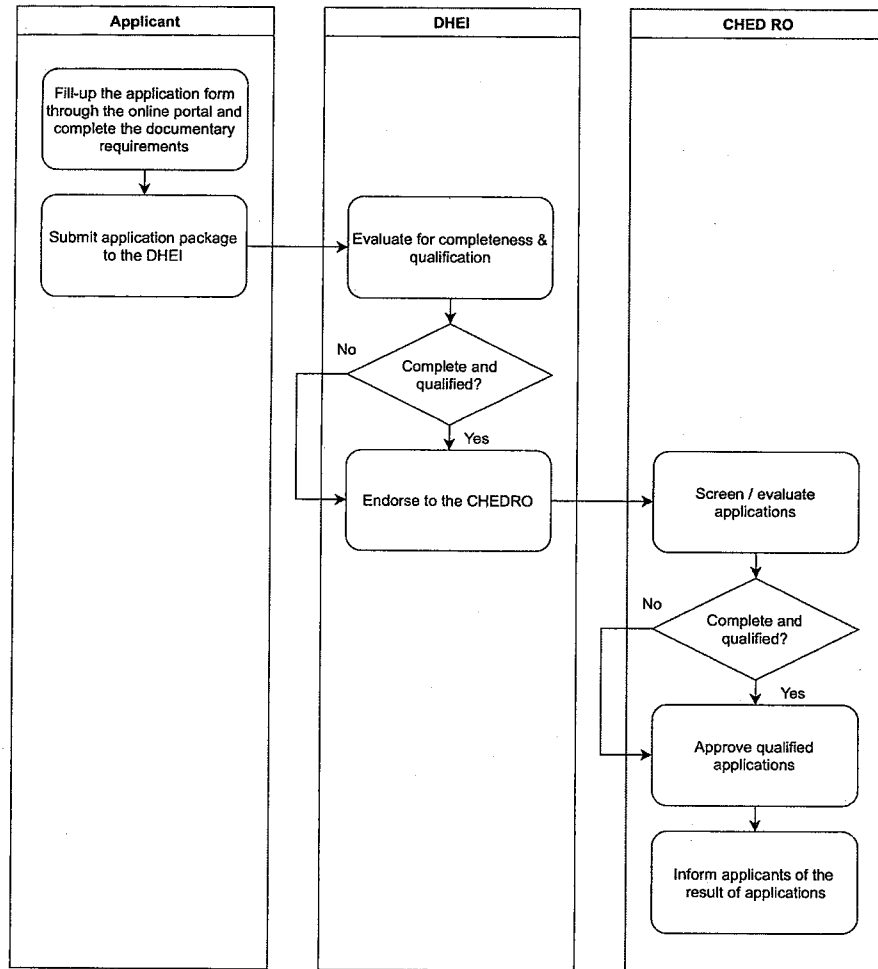 Applicant
DHEI
CHED RO
Fill-up the application form
through the online portal and
complete the documentary
requirements
Submit application package
to the DHEI
Evaluate for completeness &
qualification
No
Complete and
qualified?
Yes
Endorse to the CHEDRO
Screen / evaluate
applications
No
Complete and
qualified?
Yes
Approve qualified
applications
Inform applicants of the
result of applications